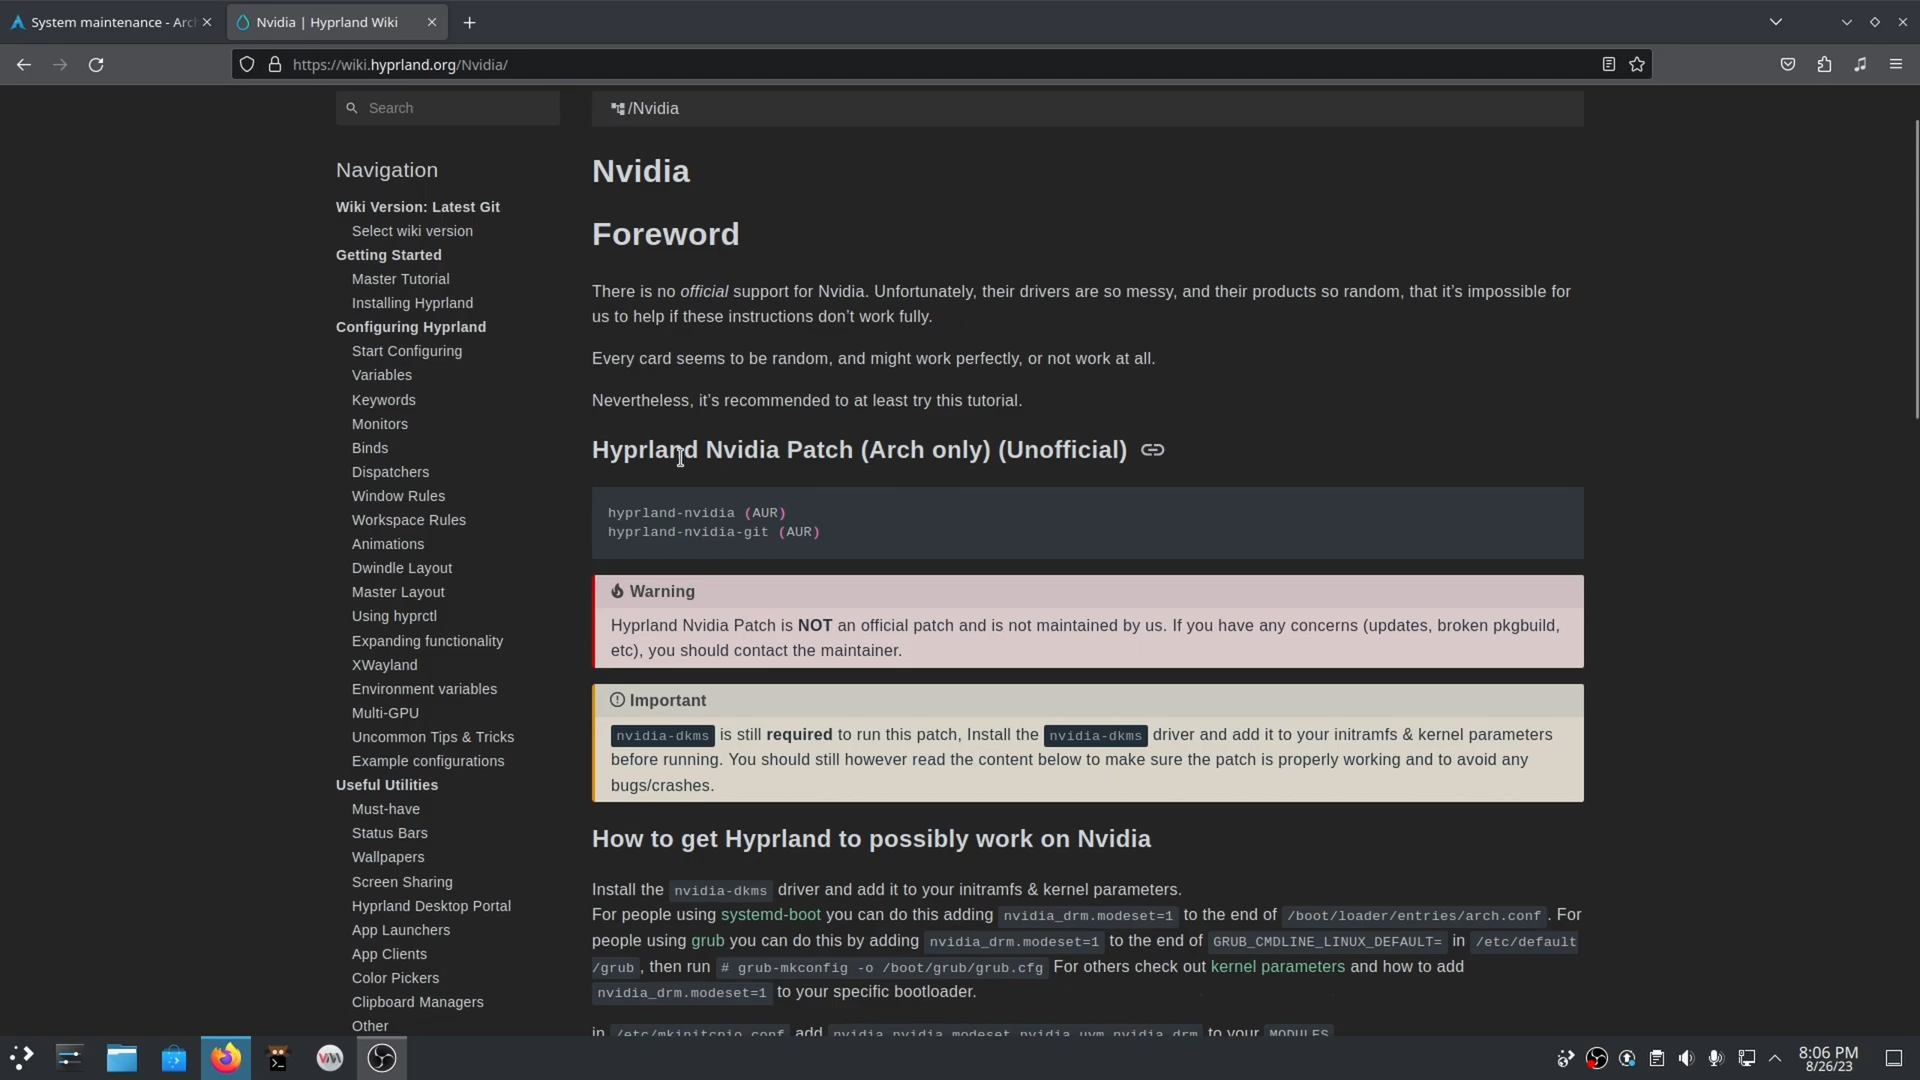 System maintenance - Arc
Nvidia | Hyprland Wiki
https://wiki.hyprland.org/Nvidia/
Search
/Nvidia
Navigation
Wiki Version: Latest Git
Select wiki version
Getting Started
Master Tutorial
Installing Hyprland
Configuring Hyprland
Start Configuring
Variables
Keywords
Monitors
Binds
Dispatchers
Window Rules
Workspace Rules
Animations
Dwindle Layout
Master Layout
Using hyprctl
Expanding functionality
XWayland
Environment variables
Multi-GPU
Uncommon Tips & Tricks
Example configurations
Useful Utilities
Must-have
Status Bars
Wallpapers
Screen Sharing
Hyprland Desktop Portal
App Launchers
App Clients
Color Pickers
Clipboard Managers
Other
Nvidia
Foreword
There is no official support for Nvidia. Unfortunately, their drivers are so messy, and their products so random, that it’s impossible for
us to help if these instructions don’t work fully.
Every card seems to be random, and might work perfectly, or not work at all.
Nevertheless, it’s recommended to at least try this tutorial.
Hyprland Nvidia Patch (Arch only) (Unofficial)
hyprland-nvidia (AUR)
hyprland-nvidia-git (AUR)
Warning
Hyprland Nvidia Patch is NOT an official patch and is not maintained by us. If you have any concerns (updates, broken pkgbuild,
etc), you should contact the maintainer.
Important
nvidia-dkms is still required to run this patch, Install the nvidia-dkms driver and add it to your initramfs & kernel parameters
before running. You should still however read the content below to make sure the patch is properly working and to avoid any
bugs/crashes.
How to get Hyprland to possibly work on Nvidia
Install the nvidia-dkms driver and add it to your initramfs & kernel parameters.
For people using systemd-boot you can do this adding nvidia_drm.modeset=1 to the end of /boot/loader/entries/arch.conf . For
people using grub you can do this by adding nvidia_drm.modeset=1 to the end of GRUB_CMDLINE_LINUX_DEFAULT= in /etc/default
/grub , then run # grub-mkconfig -o /boot/grub/grub.cfg For others check out kernel parameters and how to add
nvidia_drm.modeset=1 to your specific bootloader.
in /etc/mkinitcpio.conf add nvidia nvidia_modeset nvidia_uvm nvidia_drm to your MODULES
8:06 PM
8/26/23